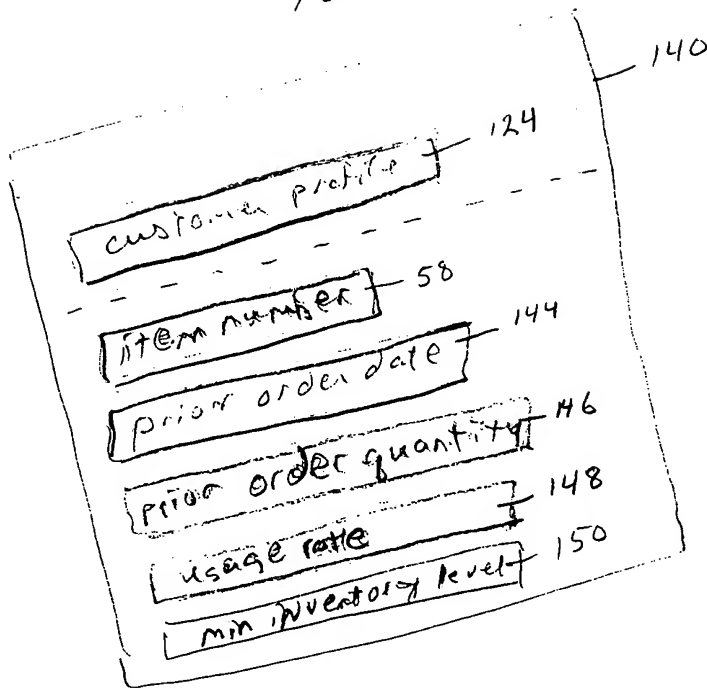 140
customer profile 124
item number 58
prior order date 144
prior order quantity 146
usage rate 148
min inventory level 150